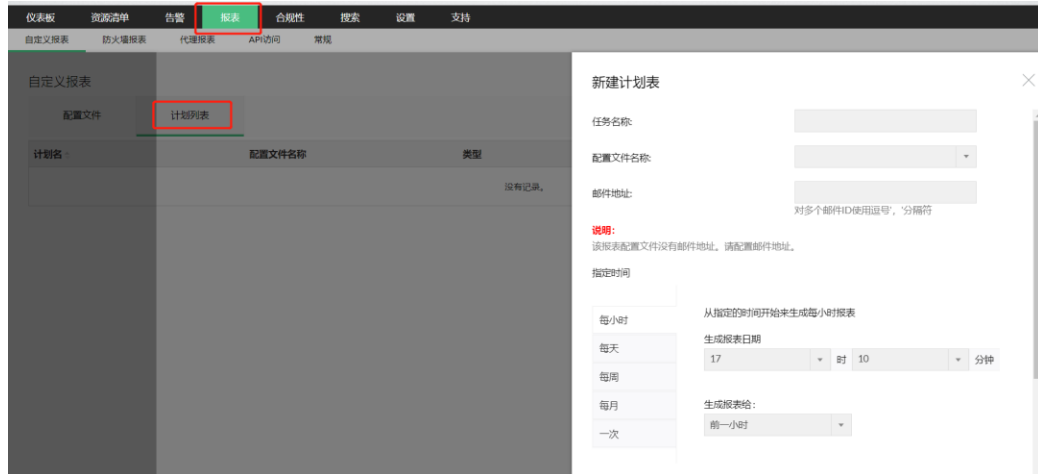 仪表板 资源清单 告警 报表 合规性 搜索 设置 支持
自定义报表 防火墙报表 代理报表 API访问 常规
自定义报表
配置文件 计划列表
计划名 配置文件名称 类型
没有记录。
新建计划表
任务名称:
配置文件名称:
邮件地址:
对多个邮件ID使用逗号', '分隔符
说明：
该报表配置文件没有邮件地址。请配置邮件地址。
指定时间
每小时
每天
每周
每月
一次
从指定的时间开始来生成每小时报表
生成报表日期
17 时 10 分钟
生成报表给：
前一小时